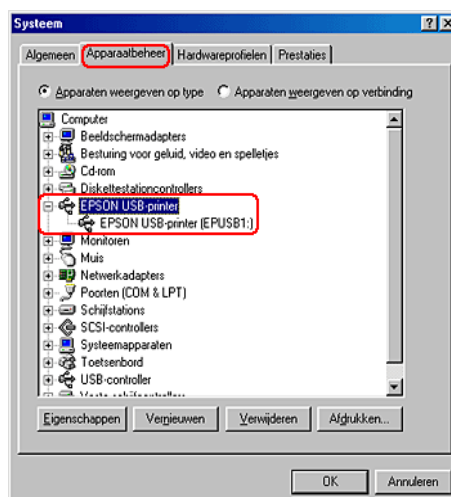 Systeem
Algemeen Apparaatbeheer Hardwareprofielen Prestaties
Apparaten weergeven op type Apparaten weergeven op verbinding
Computer
Beeldschermadapters
Besturing voor geluid, video en spelletjes
Cd-rom
Diskettestationcontrollers
EPSON USB-printer
EPSON USB-printer (EPUSB1:)
Monitoren
Muis
Netwerkadapters
Poorten (COM & LPT)
Schijfstations
SCSI-controllers
Systeemapparaten
Toetsenbord
USB-controller
Eigenschappen Vernieuwen Verwijderen Afdrukken...
OK Annuleren